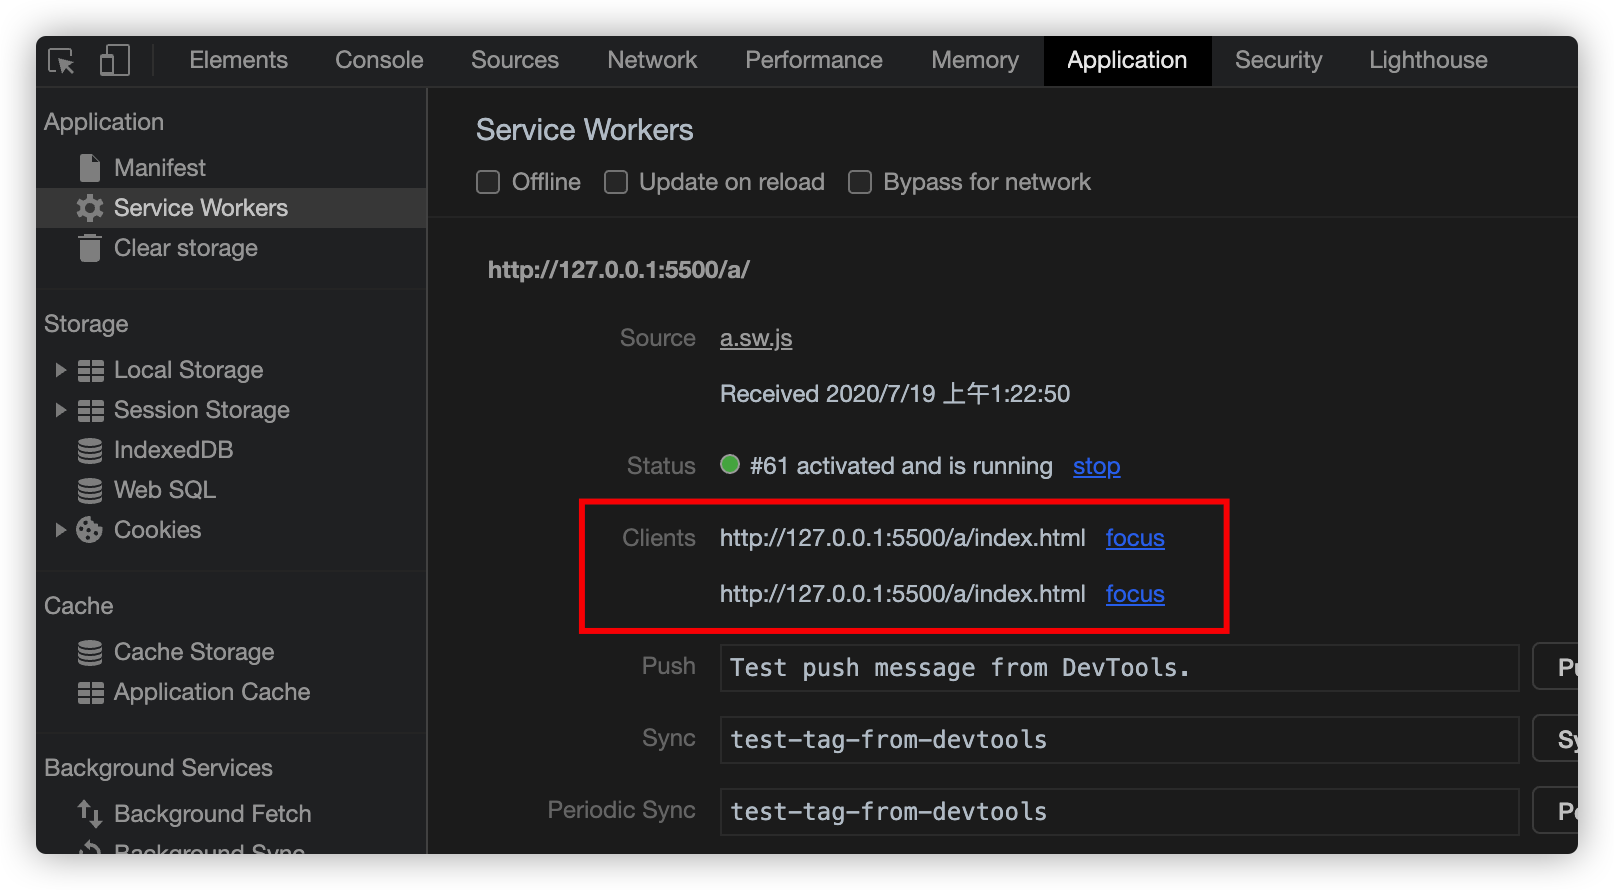 Elements Console Sources Network Performance Memory Application Security Lighthouse
Application
Manifest
Service Workers
Clear storage
Storage
Local Storage
Session Storage
IndexedDB
Web SQL
Cookies
Cache
Cache Storage
Application Cache
Background Services
Background Fetch
Background Sync
Service Workers
Offline Update on reload Bypass for network
http://127.0.0.1:5500/a/
Source a.sw.js
Received 2020/7/19 上午1:22:50
Status #61 activated and is running stop
Clients http://127.0.0.1:5500/a/index.html focus
http://127.0.0.1:5500/a/index.html focus
Push Test push message from DevTools.
Sync test-tag-from-devtools
Periodic Sync test-tag-from-devtools